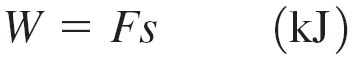 W = Fs (kJ)